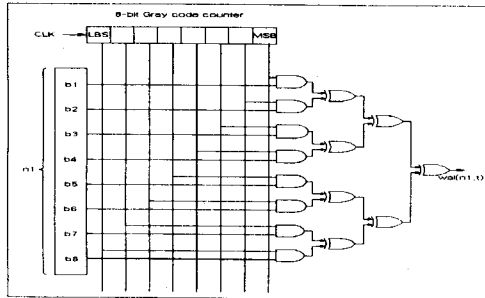 8-bit Gray code counter
CLK LBS MSB
b1
b2
b3
b4
n1
b5
b6
b7
b8
wal(n1,t)